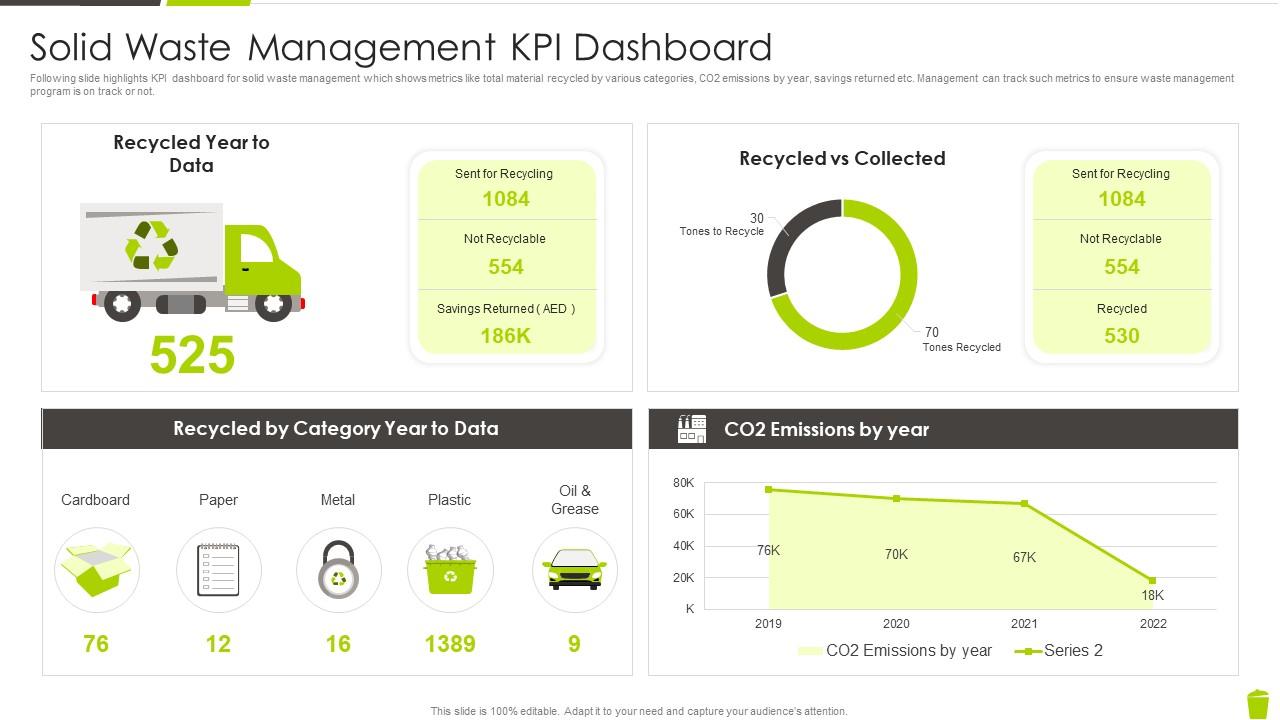 Solid Waste Management KPI Dashboard
Following slide highlights KPI dashboard for solid waste management which shows metrics like total material recycled by various categories, CO2 emissions by year, savings returned etc. Management can track such metrics to ensure waste management
program is on track or not.
Recycled Year to
Data
525
Sent for Recycling
1084
Not Recyclable
554
Savings Returned ( AED )
186K
Recycled vs Collected
30
Tones to Recycle
70
Tones Recycled
Sent for Recycling
1084
Not Recyclable
554
Recycled
530
Recycled by Category Year to Data
Cardboard
Paper
Metal
Plastic
Oil &
Grease
76
12
16
1389
9
CO2 Emissions by year
80K
60K
40K
20K
K
76K
70K
67K
18K
2019
2020
2021
2022
CO2 Emissions by year
Series 2
This slide is 100% editable. Adapt it to your need and capture your audience's attention.